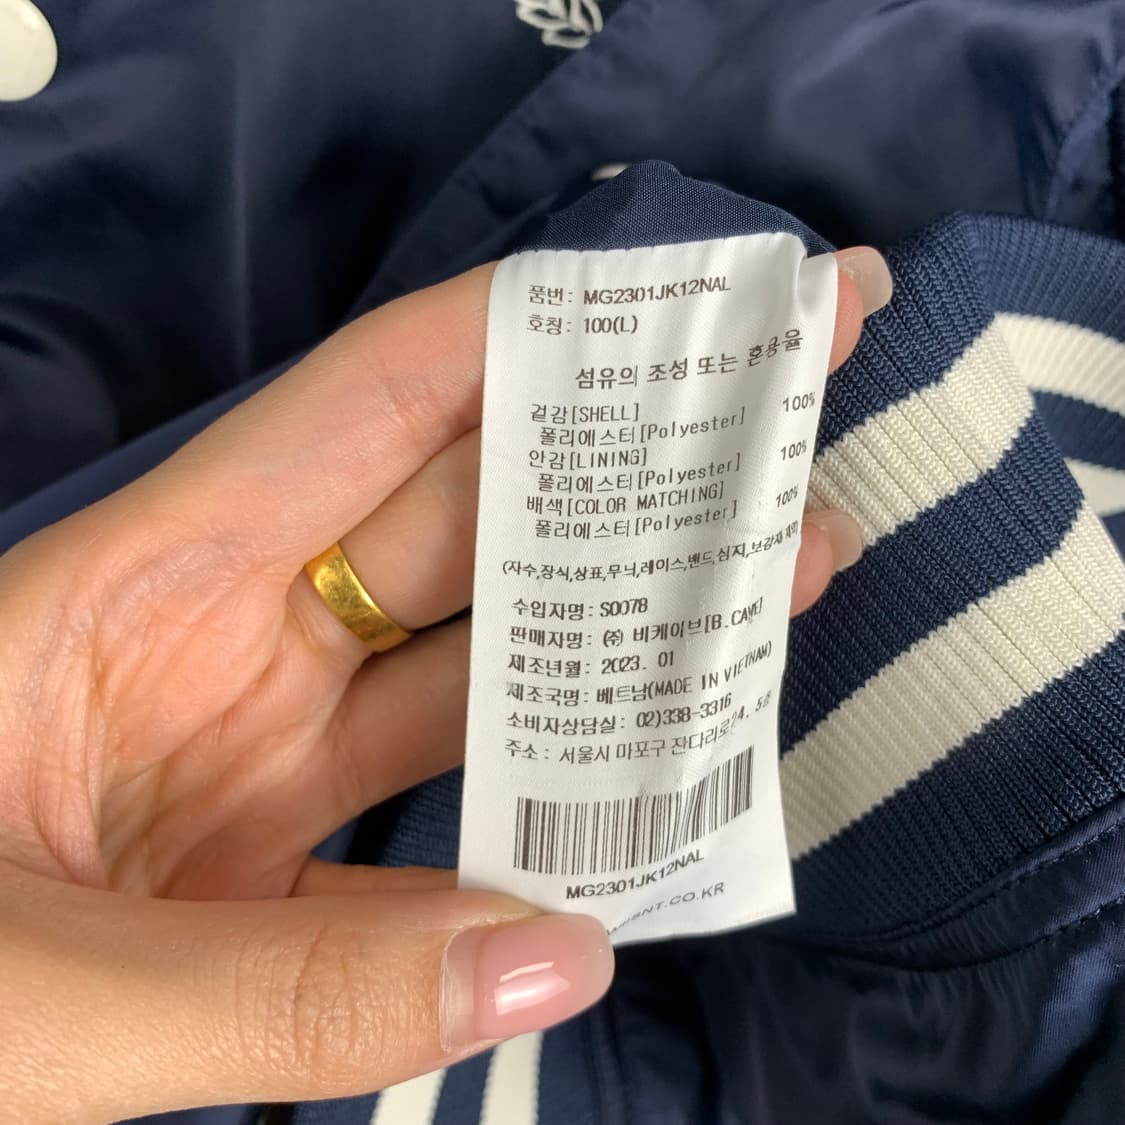 품번: MG2301JK12NAL
호칭: 100(L)
섬유의 조성 또는 혼용율
겉감[SHELL]
폴리에스터[Polyester] 100%
안감[LINING]
폴리에스터[Polyester] 100%
배색[COLOR MATCHING]
폴리에스터[Polyester] 100%
(자수,장식,상표,무늬,레이스,밴드,심지,보강재
수입자명: S0078
판매자명: ㈜ 비케이브[B.CAVE]
제조년월: 2023. 01
제조국명: 베트남(MADE IN VIETNAM)
소비자상담실: 02)338-3316
주소: 서울시 마포구 잔다리로
MG2301JK12NAL